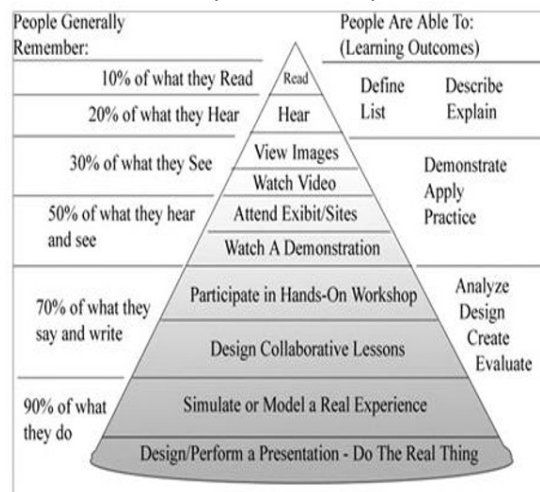 People Generally
Remember:
People Are Able To:
(Learning Outcomes)
10% of what they Read
Read
Define
Describe
List
Explain
20% of what they Hear
Hear
30% of what they See
View Images
Watch Video
Demonstrate
Apply
Practice
50% of what they hear
and see
Attend Exibit/Sites
Watch A Demonstration
70% of what they
say and write
Participate in Hands-On Workshop
Design Collaborative Lessons
Analyze
Design
Create
Evaluate
90% of what
they do
Simulate or Model a Real Experience
Design/Perform a Presentation - Do The Real Thing